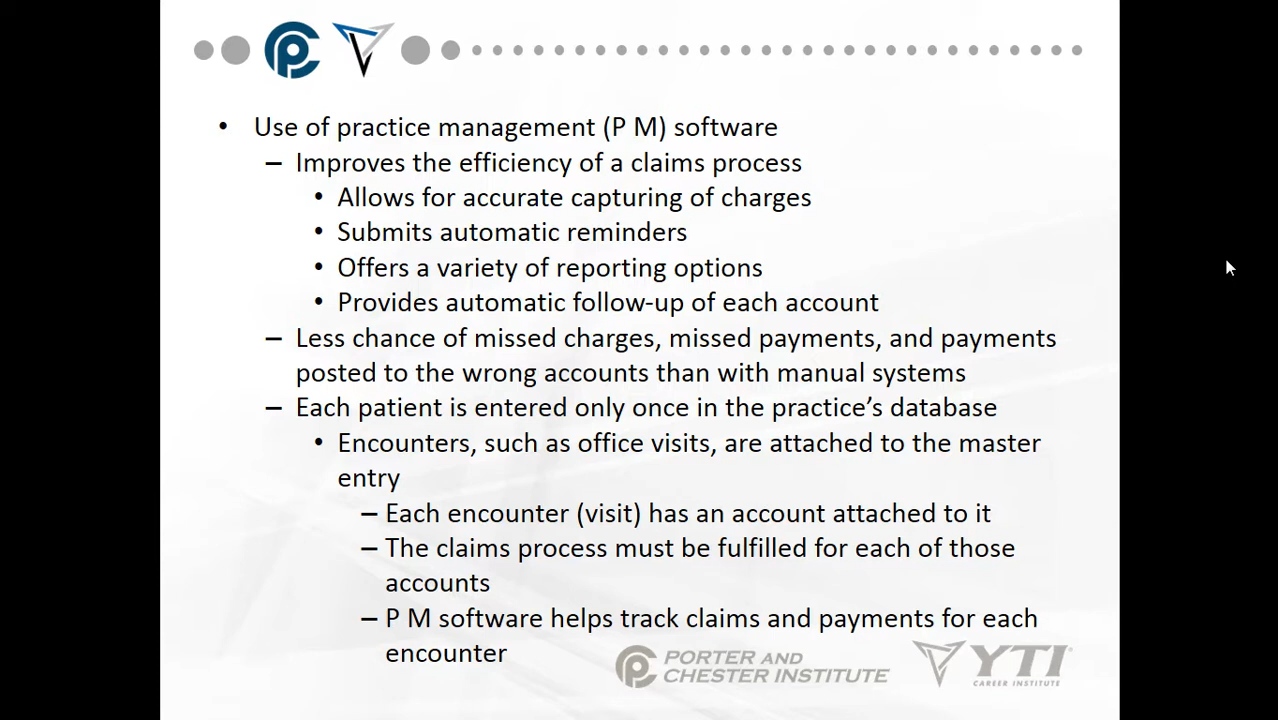 • Use of practice management (P M) software
– Improves the efficiency of a claims process
• Allows for accurate capturing of charges
• Submits automatic reminders
• Offers a variety of reporting options
• Provides automatic follow-up of each account
– Less chance of missed charges, missed payments, and payments
posted to the wrong accounts than with manual systems
– Each patient is entered only once in the practice’s database
• Encounters, such as office visits, are attached to the master
entry
– Each encounter (visit) has an account attached to it
– The claims process must be fulfilled for each of those
accounts
– P M software helps track claims and payments for each
encounter
PORTER AND
CHESTER INSTITUTE
YTI
CAREER INSTITUTE